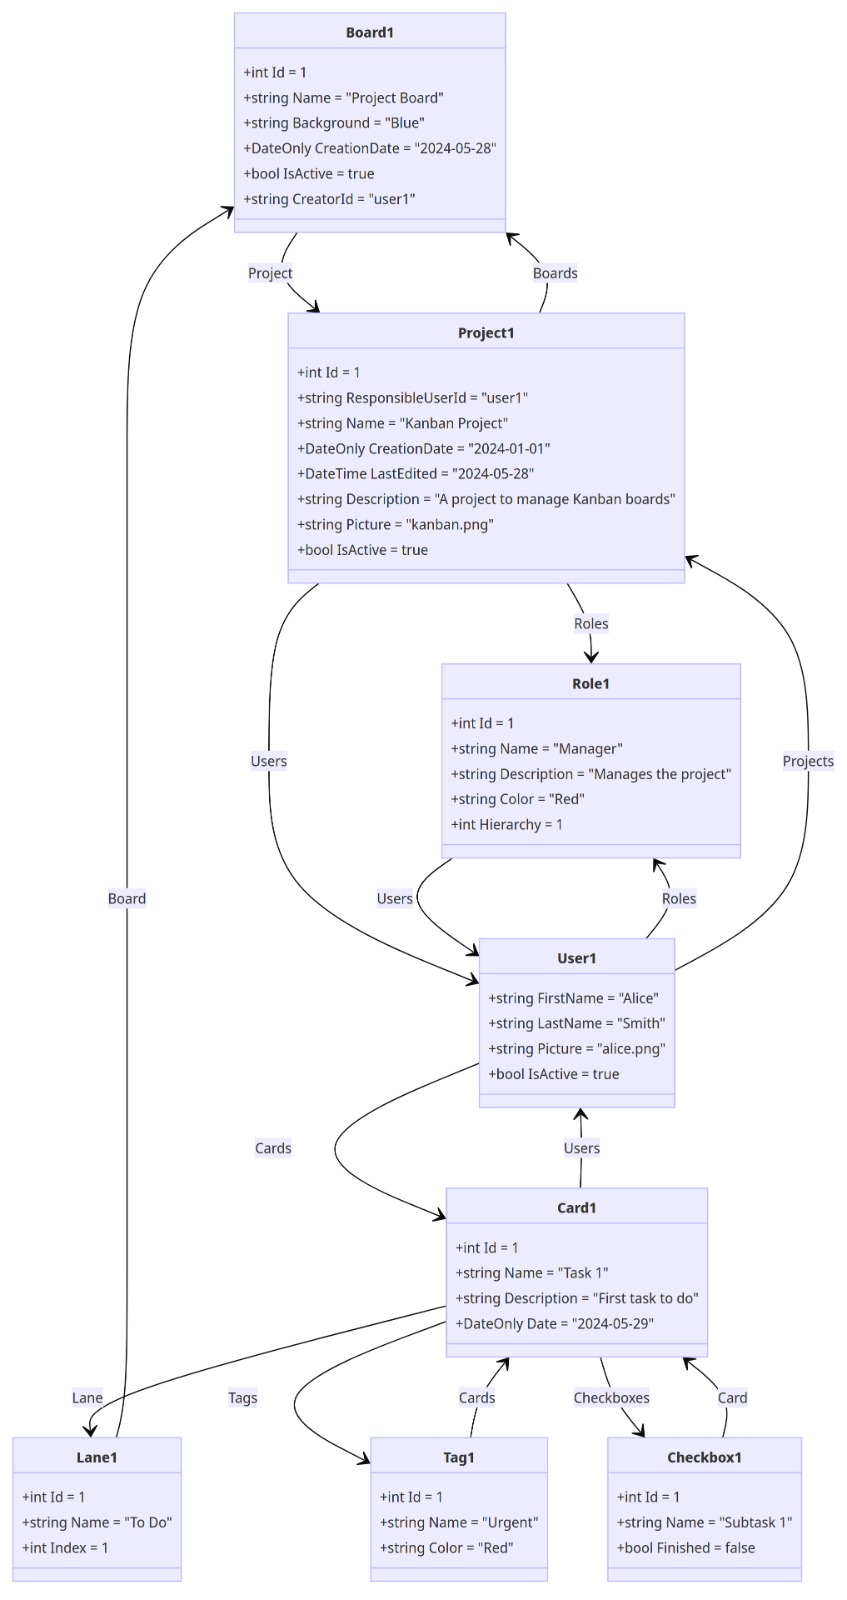 Board1
+int Id = 1
+string Name = "Project Board"
+string Background = "Blue"
+DateOnly CreationDate = "2024-05-28"
+bool IsActive = true
+string CreatorId = "user1"
Project
Boards
Project1
+int Id = 1
+string ResponsibleUserId = "user1"
+string Name = "Kanban Project"
+DateOnly CreationDate = "2024-01-01"
+DateTime LastEdited = "2024-05-28"
+string Description = "A project to manage Kanban boards"
+string Picture = "kanban.png"
+bool IsActive = true
Roles
Role1
+int Id = 1
+string Name = "Manager"
+string Description = "Manages the project"
+string Color = "Red"
+int Hierarchy = 1
Users
Projects
Board
Users
Roles
User1
+string FirstName = "Alice"
+string LastName = "Smith"
+string Picture = "alice.png"
+bool IsActive = true
Cards
Users
Card1
+int Id = 1
+string Name = "Task 1"
+string Description = "First task to do"
+DateOnly Date = "2024-05-29"
Lane
Tags
Cards
Checkboxes
Card
Lane1
+int Id = 1
+string Name = "To Do"
+int Index = 1
Tag1
+int Id = 1
+string Name = "Urgent"
+string Color = "Red"
Checkbox1
+int Id = 1
+string Name = "Subtask 1"
+bool Finished = false